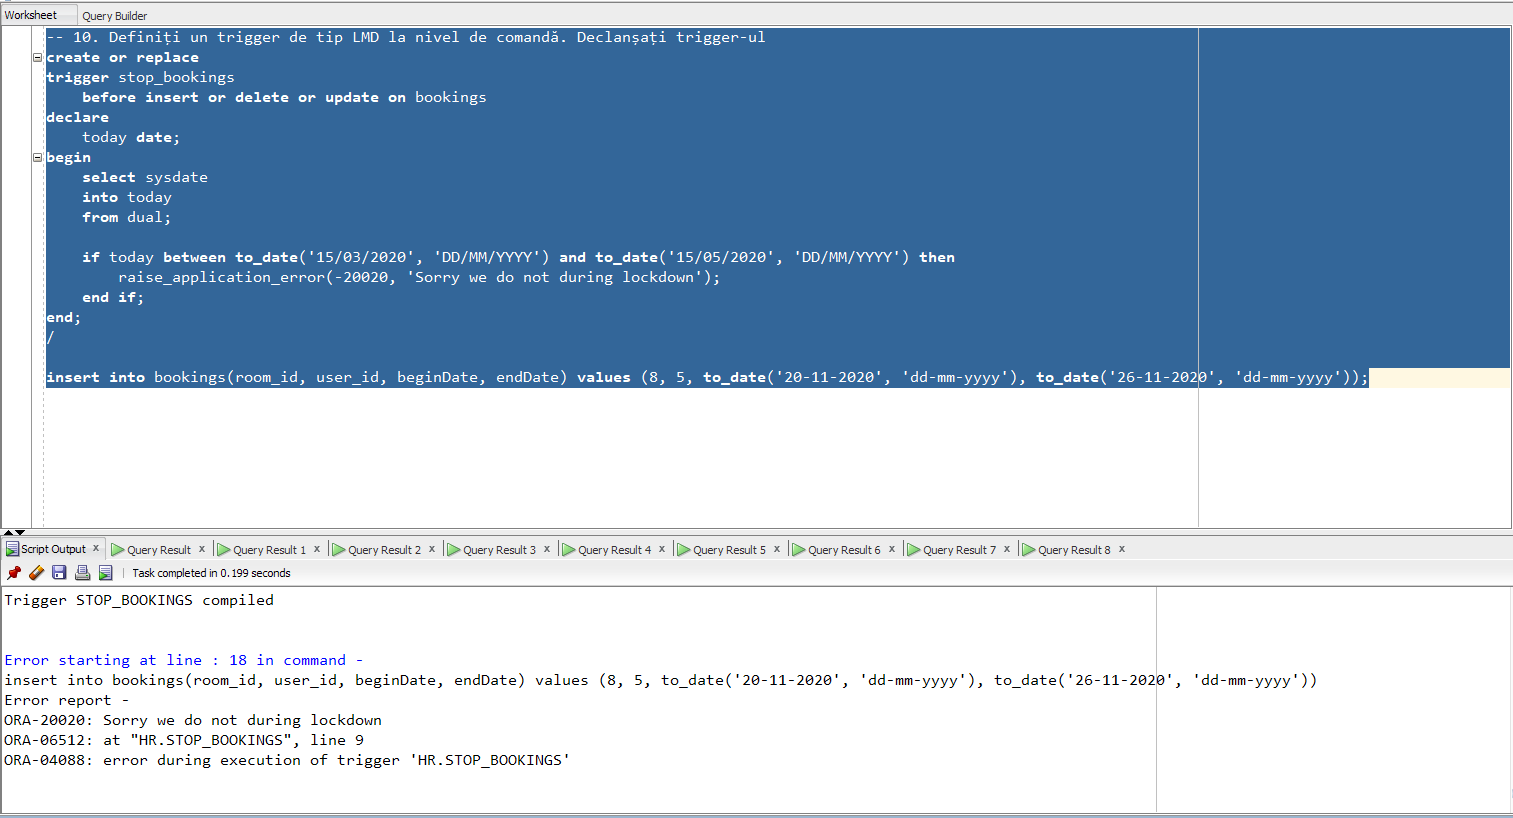 Worksheet Query Builder
-- 10. Definiți un trigger de tip LMD la nivel de comandă. Declanșați trigger-ul
create or replace
trigger stop_bookings
    before insert or delete or update on bookings
declare
    today date;
begin
    select sysdate
    into today
    from dual;
    if today between to_date('15/03/2020', 'DD/MM/YYYY') and to_date('15/05/2020', 'DD/MM/YYYY') then
        raise_application_error(-20020, 'Sorry we do not during lockdown');
    end if;
end;
/
insert into bookings(room_id, user_id, beginDate, endDate) values (8, 5, to_date('20-11-2020', 'dd-mm-yyyy'), to_date('26-11-2020', 'dd-mm-yyyy'));
Script Output x Query Result x Query Result 1 x Query Result 2 x Query Result 3 x Query Result 4 x Query Result 5 x Query Result 6 x Query Result 7 x Query Result 8 x
Task completed in 0.199 seconds
Trigger STOP_BOOKINGS compiled
Error starting at line : 18 in command -
insert into bookings(room_id, user_id, beginDate, endDate) values (8, 5, to_date('20-11-2020', 'dd-mm-yyyy'), to_date('26-11-2020', 'dd-mm-yyyy'))
Error report -
ORA-20020: Sorry we do not during lockdown
ORA-06512: at "HR.STOP_BOOKINGS", line 9
ORA-04088: error during execution of trigger 'HR.STOP_BOOKINGS'